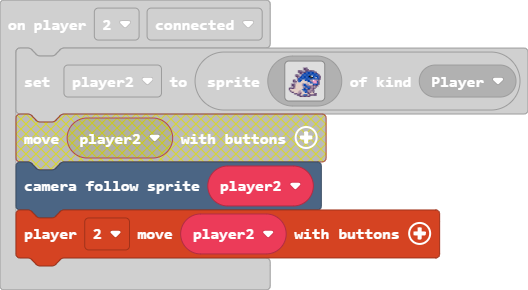 on player 2 connected
set player2 to sprite of kind Player
move player2 with buttons
camera follow sprite player2
player 2 move player2 with buttons